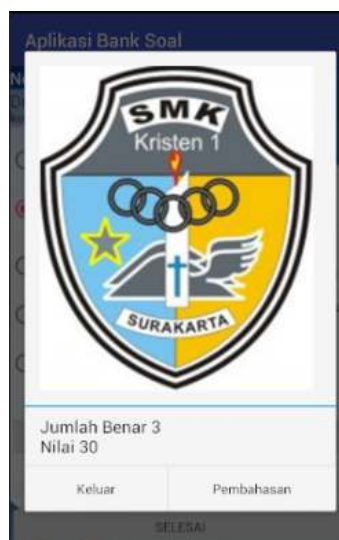 Aplikasi Bank Soal
SMK
Kristen 1
SURAKARTA
Jumlah Benar 3
Nilai 30
Keluar
Pembahasan
SELESAI